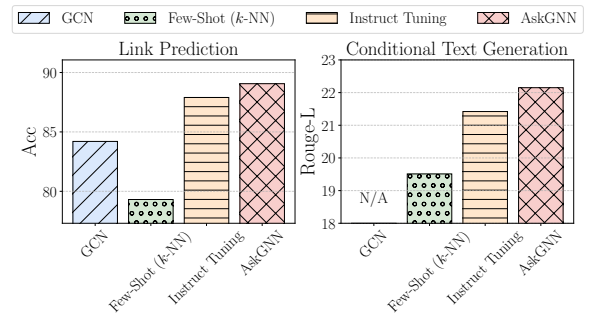 GCN Few-Shot (k-NN) Instruct Tuning AskGNN
Link Prediction
Acc
90
85
80
GCN
Few-Shot (k-NN)
Instruct Tuning
AskGNN
Conditional Text Generation
Rouge-L
23
22
21
20
19
18
N/A
GCN
Few-Shot (k-NN)
Instruct Tuning
AskGNN